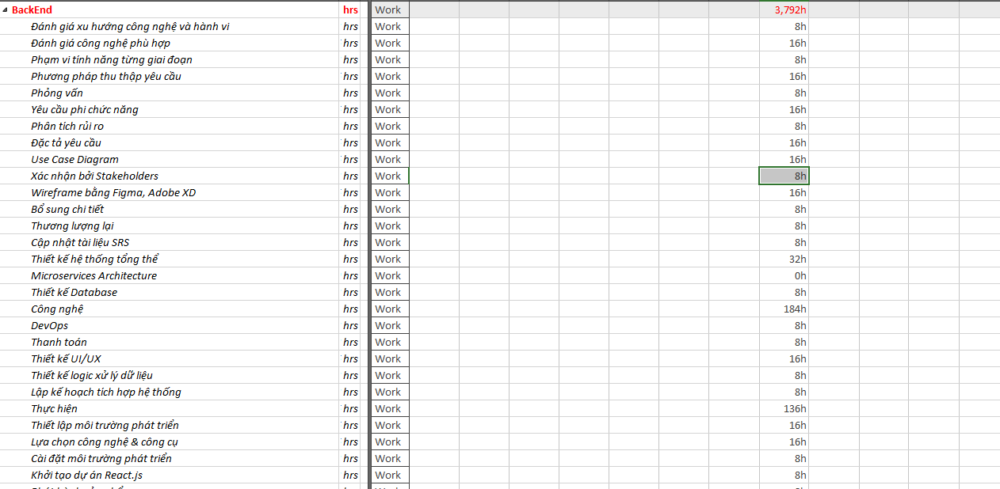 BackEnd hrs Work 3,792h
Đánh giá xu hướng công nghệ và hành vi hrs Work 8h
Đánh giá công nghệ phù hợp hrs Work 16h
Phạm vi tính năng từng giai đoạn hrs Work 8h
Phương pháp thu thập yêu cầu hrs Work 16h
Phỏng vấn hrs Work 8h
Yêu cầu phi chức năng hrs Work 16h
Phân tích rủi ro hrs Work 8h
Đặc tả yêu cầu hrs Work 16h
Use Case Diagram hrs Work 16h
Xác nhận bởi Stakeholders hrs Work 8h
Wireframe bằng Figma, Adobe XD hrs Work 16h
Bổ sung chi tiết hrs Work 8h
Thương lượng lại hrs Work 8h
Cập nhật tài liệu SRS hrs Work 8h
Thiết kế hệ thống tổng thể hrs Work 32h
Microservices Architecture hrs Work 0h
Thiết kế Database hrs Work 8h
Công nghệ hrs Work 184h
DevOps hrs Work 8h
Thanh toán hrs Work 8h
Thiết kế UI/UX hrs Work 16h
Thiết kế logic xử lý dữ liệu hrs Work 8h
Lập kế hoạch tích hợp hệ thống hrs Work 8h
Thực hiện hrs Work 136h
Thiết lập môi trường phát triển hrs Work 16h
Lựa chọn công nghệ & công cụ hrs Work 16h
Cài đặt môi trường phát triển hrs Work 8h
Khởi tạo dự án React.js hrs Work 8h